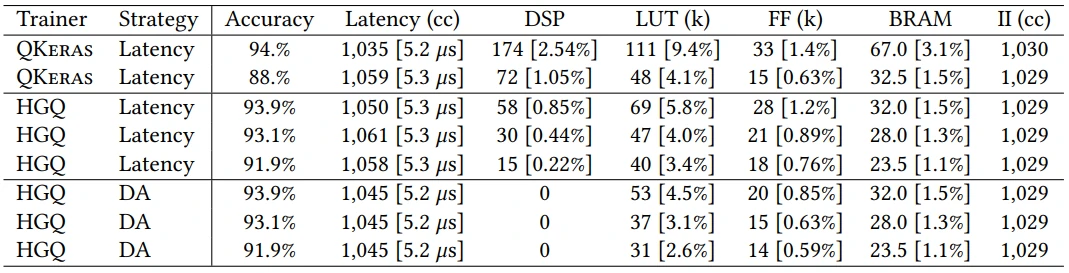 Trainer Strategy Accuracy Latency (cc) DSP LUT (k) FF (k) BRAM II (cc)
QKERAS Latency 94.% 1,035 [5.2 μs] 174 [2.54%] 111 [9.4%] 33 [1.4%] 67.0 [3.1%] 1,030
QKERAS Latency 88.% 1,059 [5.3 μs] 72 [1.05%] 48 [4.1%] 15 [0.63%] 32.5 [1.5%] 1,029
HGQ Latency 93.9% 1,050 [5.3 μs] 58 [0.85%] 69 [5.8%] 28 [1.2%] 32.0 [1.5%] 1,029
HGQ Latency 93.1% 1,061 [5.3 μs] 30 [0.44%] 47 [4.0%] 21 [0.89%] 28.0 [1.3%] 1,029
HGQ Latency 91.9% 1,058 [5.3 μs] 15 [0.22%] 40 [3.4%] 18 [0.76%] 23.5 [1.1%] 1,029
HGQ DA 93.9% 1,045 [5.2 μs] 0 53 [4.5%] 20 [0.85%] 32.0 [1.5%] 1,029
HGQ DA 93.1% 1,045 [5.2 μs] 0 37 [3.1%] 15 [0.63%] 28.0 [1.3%] 1,029
HGQ DA 91.9% 1,045 [5.2 μs] 0 31 [2.6%] 14 [0.59%] 23.5 [1.1%] 1,029